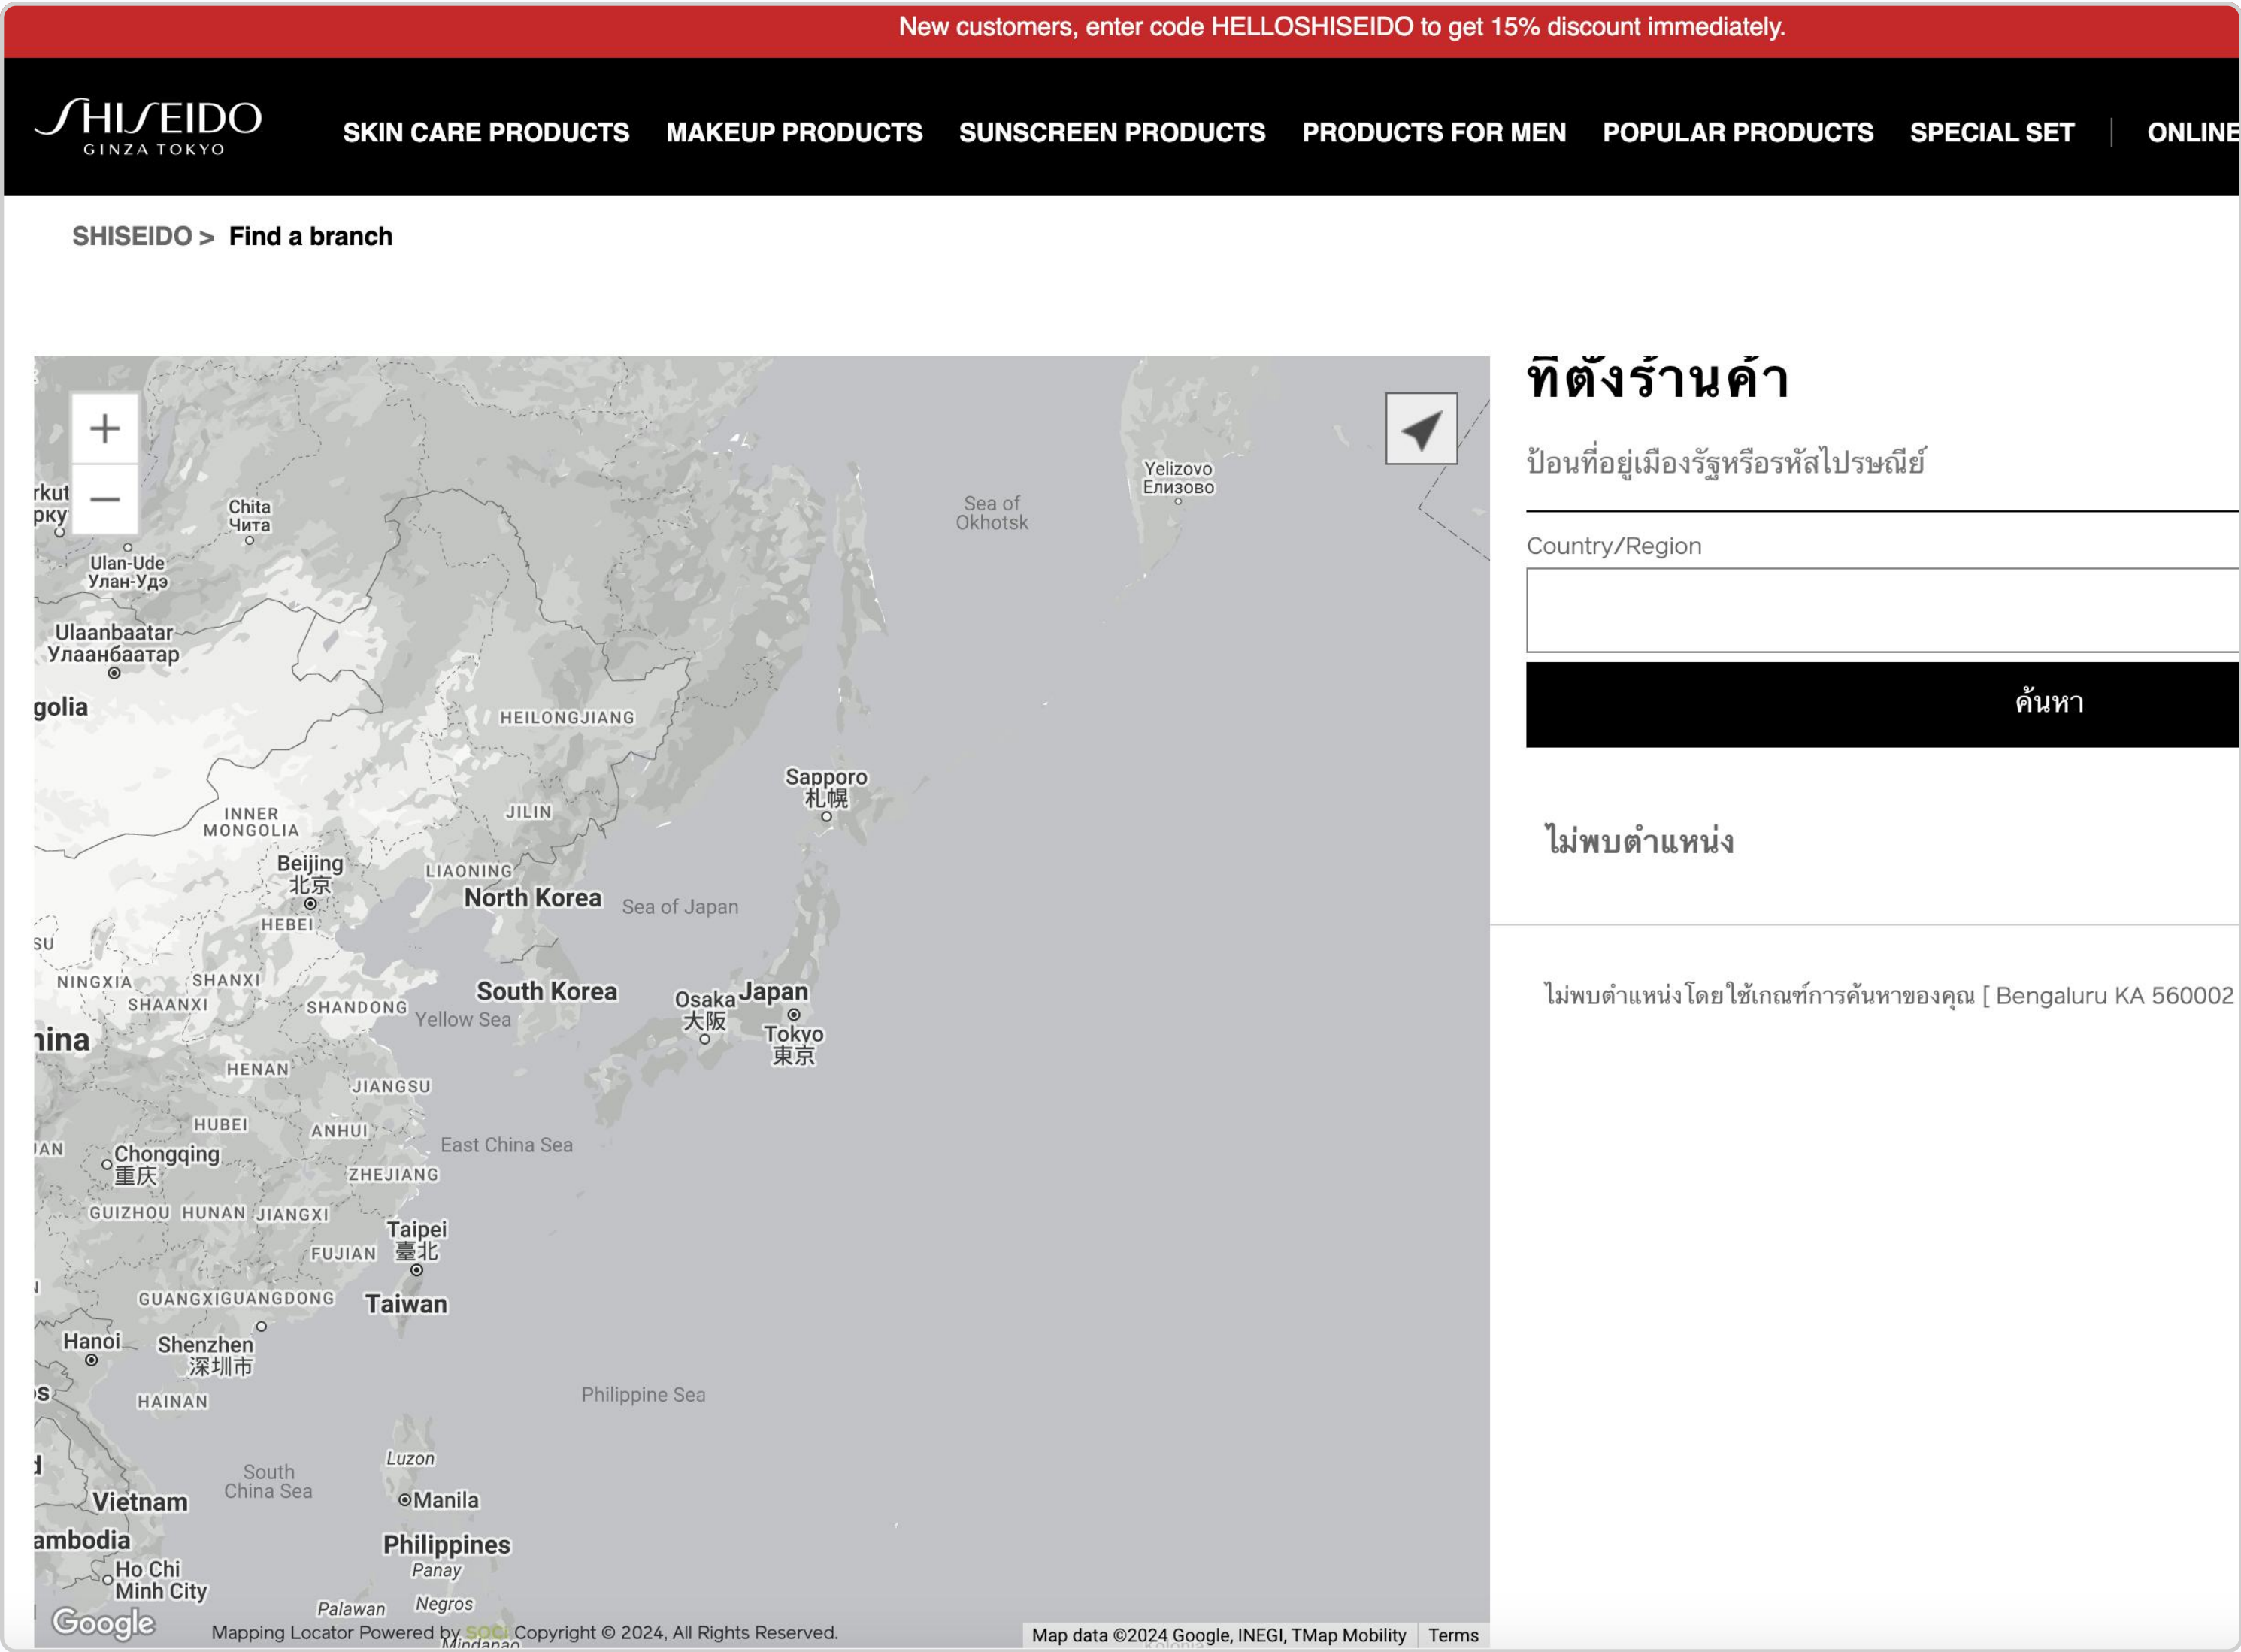 New customers, enter code HELLOSHISEIDO to get 15% discount immediately.
SHISEIDO
GINZA TOKYO
SKIN CARE PRODUCTS MAKEUP PRODUCTS SUNSCREEN PRODUCTS PRODUCTS FOR MEN POPULAR PRODUCTS SPECIAL SET ONLINE
SHISEIDO > Find a branch
ที่ตั้งร้านค้า
ป้อนที่อยู่เมืองรัฐหรือรหัสไปรษณีย์
Country/Region
ค้นหา
ไม่พบตำแหน่ง
ไม่พบตำแหน่งโดยใช้เกณฑ์การค้นหาของคุณ [ Bengaluru KA 560002
Yelizovo
Елизово
Sea of
Okhotsk
rkut
рку
Chita
Чита
Ulan-Ude
Улан-Удэ
Ulaanbaatar
Улаанбаатар
golia
HEILONGJIANG
Sapporo
札幌
INNER
MONGOLIA
JILIN
Beijing
北京
LIAONING
North Korea
Sea of Japan
HEBEI
SU
NINGXIA
SHANXI
SHAANXI
SHANDONG
South Korea
Yellow Sea
Osaka
大阪
Japan
Tokyo
東京
hina
HENAN
JIANGSU
HUBEI
ANHUI
East China Sea
Chongqing
重庆
ZHEJIANG
GUIZHOU
HUNAN
JIANGXI
Taipei
臺北
FUJIAN
GUANGXI
GUANGDONG
Taiwan
Hanoi
Shenzhen
深圳市
HAINAN
Philippine Sea
Luzon
South
China Sea
Vietnam
Manila
ambodia
Philippines
Panay
Ho Chi
Minh City
Palawan
Negros
Google
Mapping Locator Powered by SOCi Copyright © 2024, All Rights Reserved.
Mindanao
Map data ©2024 Google, INEGI, TMap Mobility
Terms